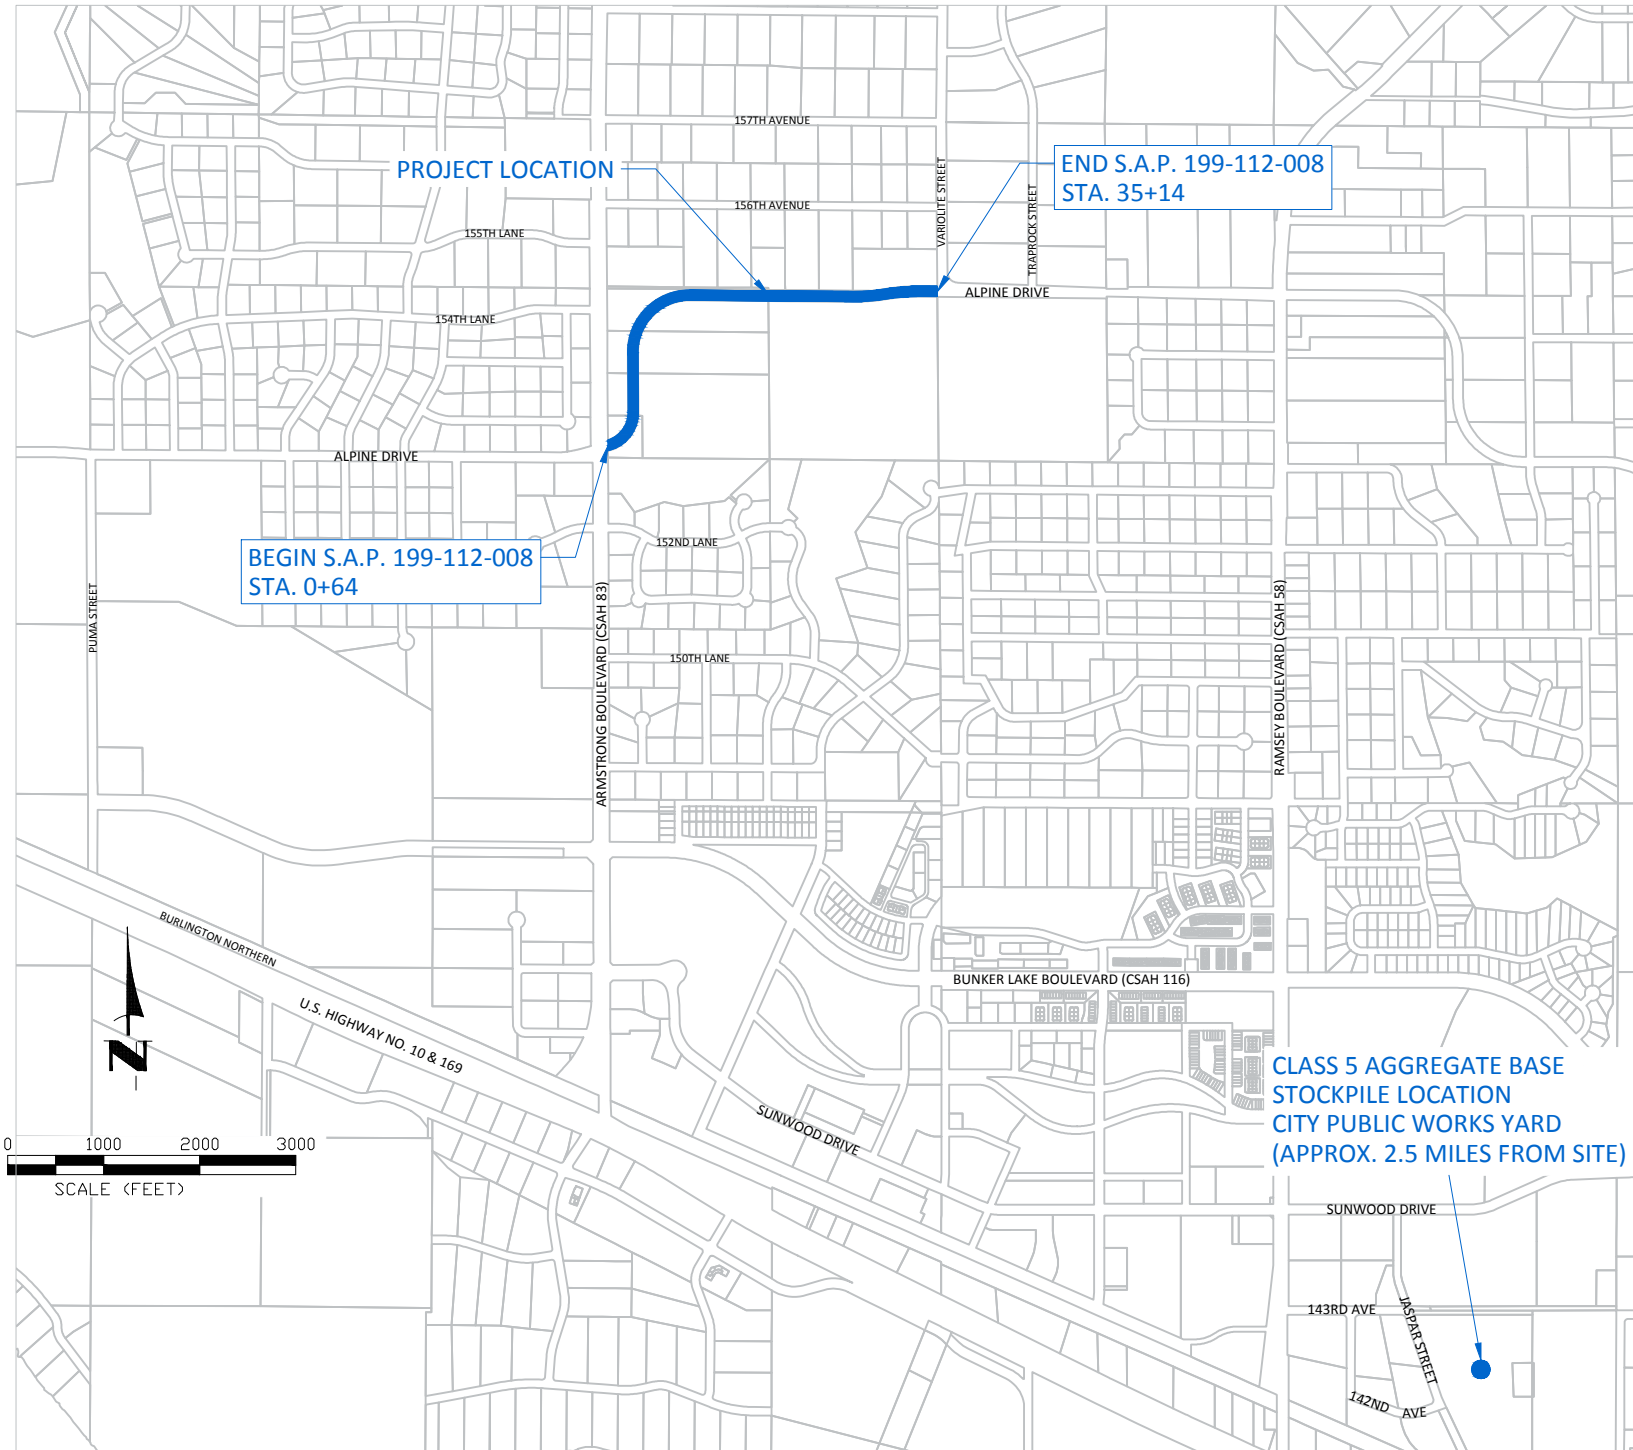 157TH AVENUE
PROJECT LOCATION
END S.A.P. 199-112-008
STA. 35+14
VARIOLITE STREET
TRAPROCK STREET
156TH AVENUE
155TH LANE
ALPINE DRIVE
154TH LANE
ALPINE DRIVE
BEGIN S.A.P. 199-112-008
STA. 0+64
152ND LANE
PUMA STREET
ARMSTRONG BOULEVARD (CSAH 83)
RAMSEY BOULEVARD (CSAH 58)
150TH LANE
BURLINGTON NORTHERN
U.S. HIGHWAY NO. 10 & 169
BUNKER LAKE BOULEVARD (CSAH 116)
N
CLASS 5 AGGREGATE BASE
STOCKPILE LOCATION
CITY PUBLIC WORKS YARD
(APPROX. 2.5 MILES FROM SITE)
SUNWOOD DRIVE
0 1000 2000 3000
SCALE (FEET)
SUNWOOD DRIVE
143RD AVE
JASPAR STREET
142ND AVE